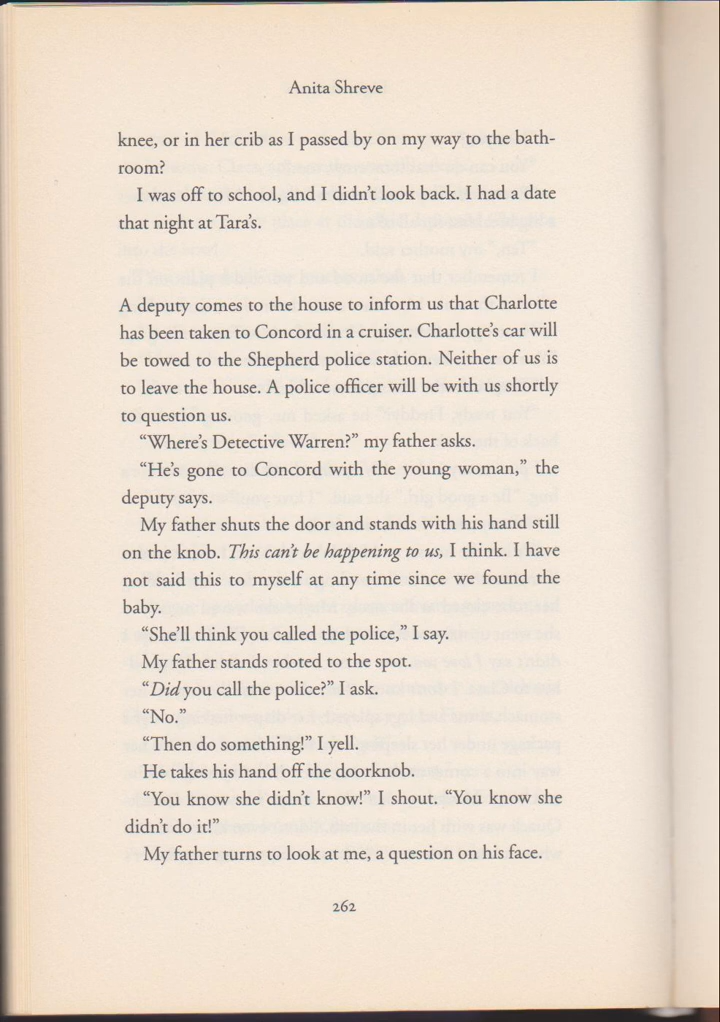 Anita Shreve
knee, or in her crib as I passed by on my way to the bath-
room?
I was off to school, and I didn't look back. I had a date
that night at Tara's.
A deputy comes to the house to inform us that Charlotte
has been taken to Concord in a cruiser. Charlotte's car will
be towed to the Shepherd police station. Neither of us is
to leave the house. A police officer will be with us shortly
to question us.
“Where's Detective Warren?” my father asks.
“He's gone to Concord with the young woman,” the
deputy says.
My father shuts the door and stands with his hand still
on the knob. This can't be happening to us, I think. I have
not said this to myself at any time since we found the
baby.
“She'll think you called the police,” I say.
My father stands rooted to the spot.
“Did you call the police?” I ask.
“No.”
“Then do something!” I yell.
He takes his hand off the doorknob.
“You know she didn't know!” I shout. “You know she
didn't do it!”
My father turns to look at me, a question on his face.
262